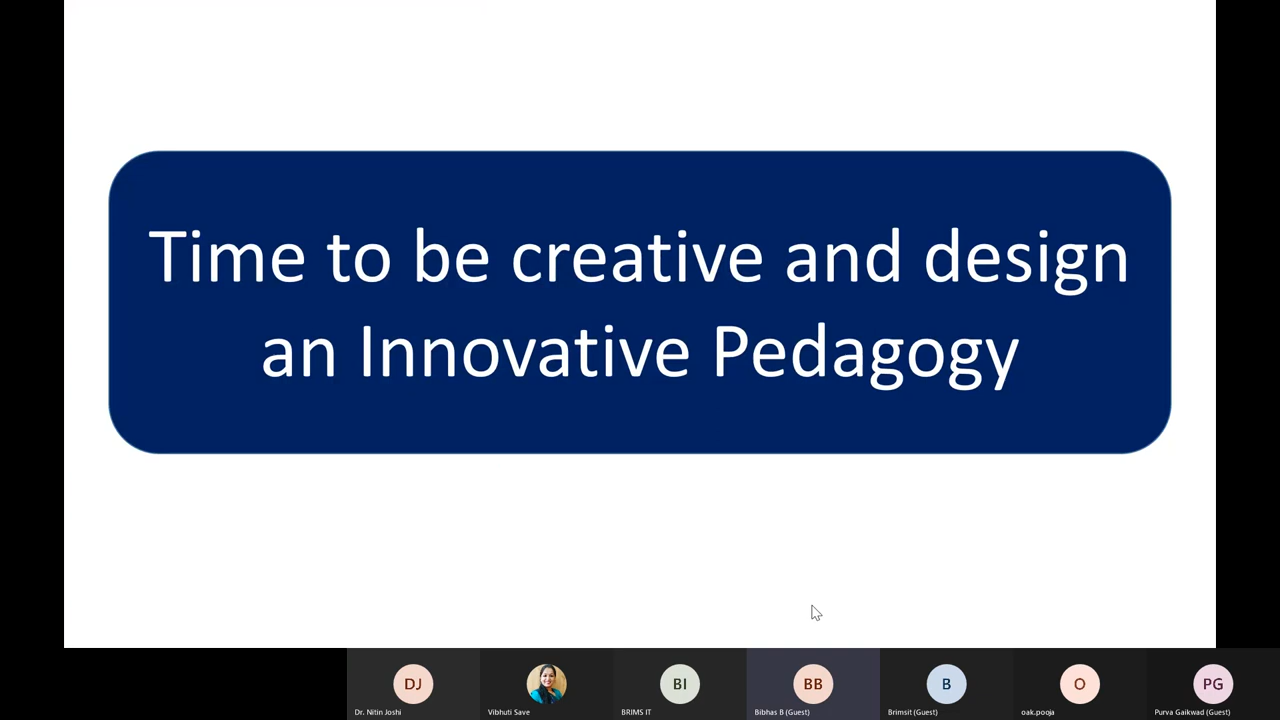 Time to be creative and design
an Innovative Pedagogy
DJ
BI
BB
B
O
PG
Dr. Nitin Joshi
Vibhuti Save
BRIMS IT
Bibhas B (Guest)
Brimsit (Guest)
oak.pooja
Purva Gaikwad (Guest)